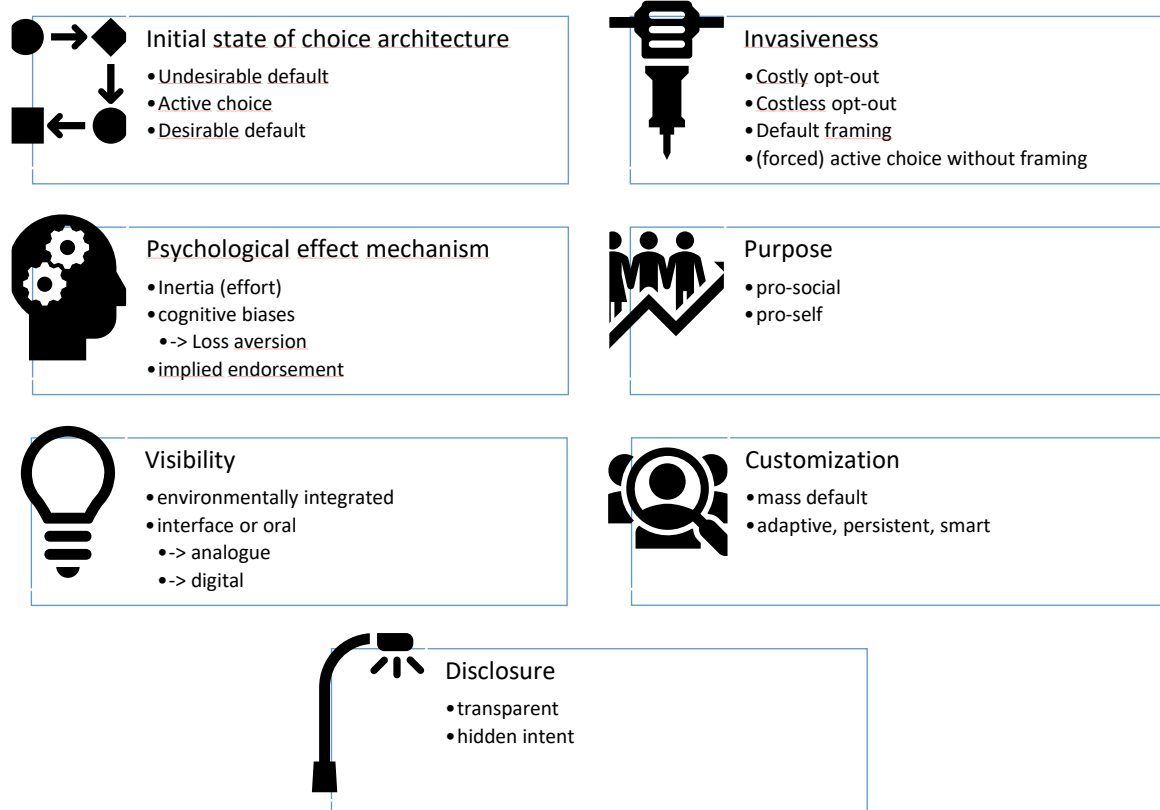 Initial state of choice architecture
•Undesirable default
•Active choice
•Desirable default
Invasiveness
•Costly opt-out
•Costless opt-out
•Default framing
•(forced) active choice without framing
Psychological effect mechanism
•Inertia (effort)
•cognitive biases
•-> Loss aversion
•implied endorsement
Purpose
•pro-social
•pro-self
Visibility
•environmentally integrated
•interface or oral
•-> analogue
•-> digital
Customization
•mass default
•adaptive, persistent, smart
Disclosure
•transparent
•hidden intent